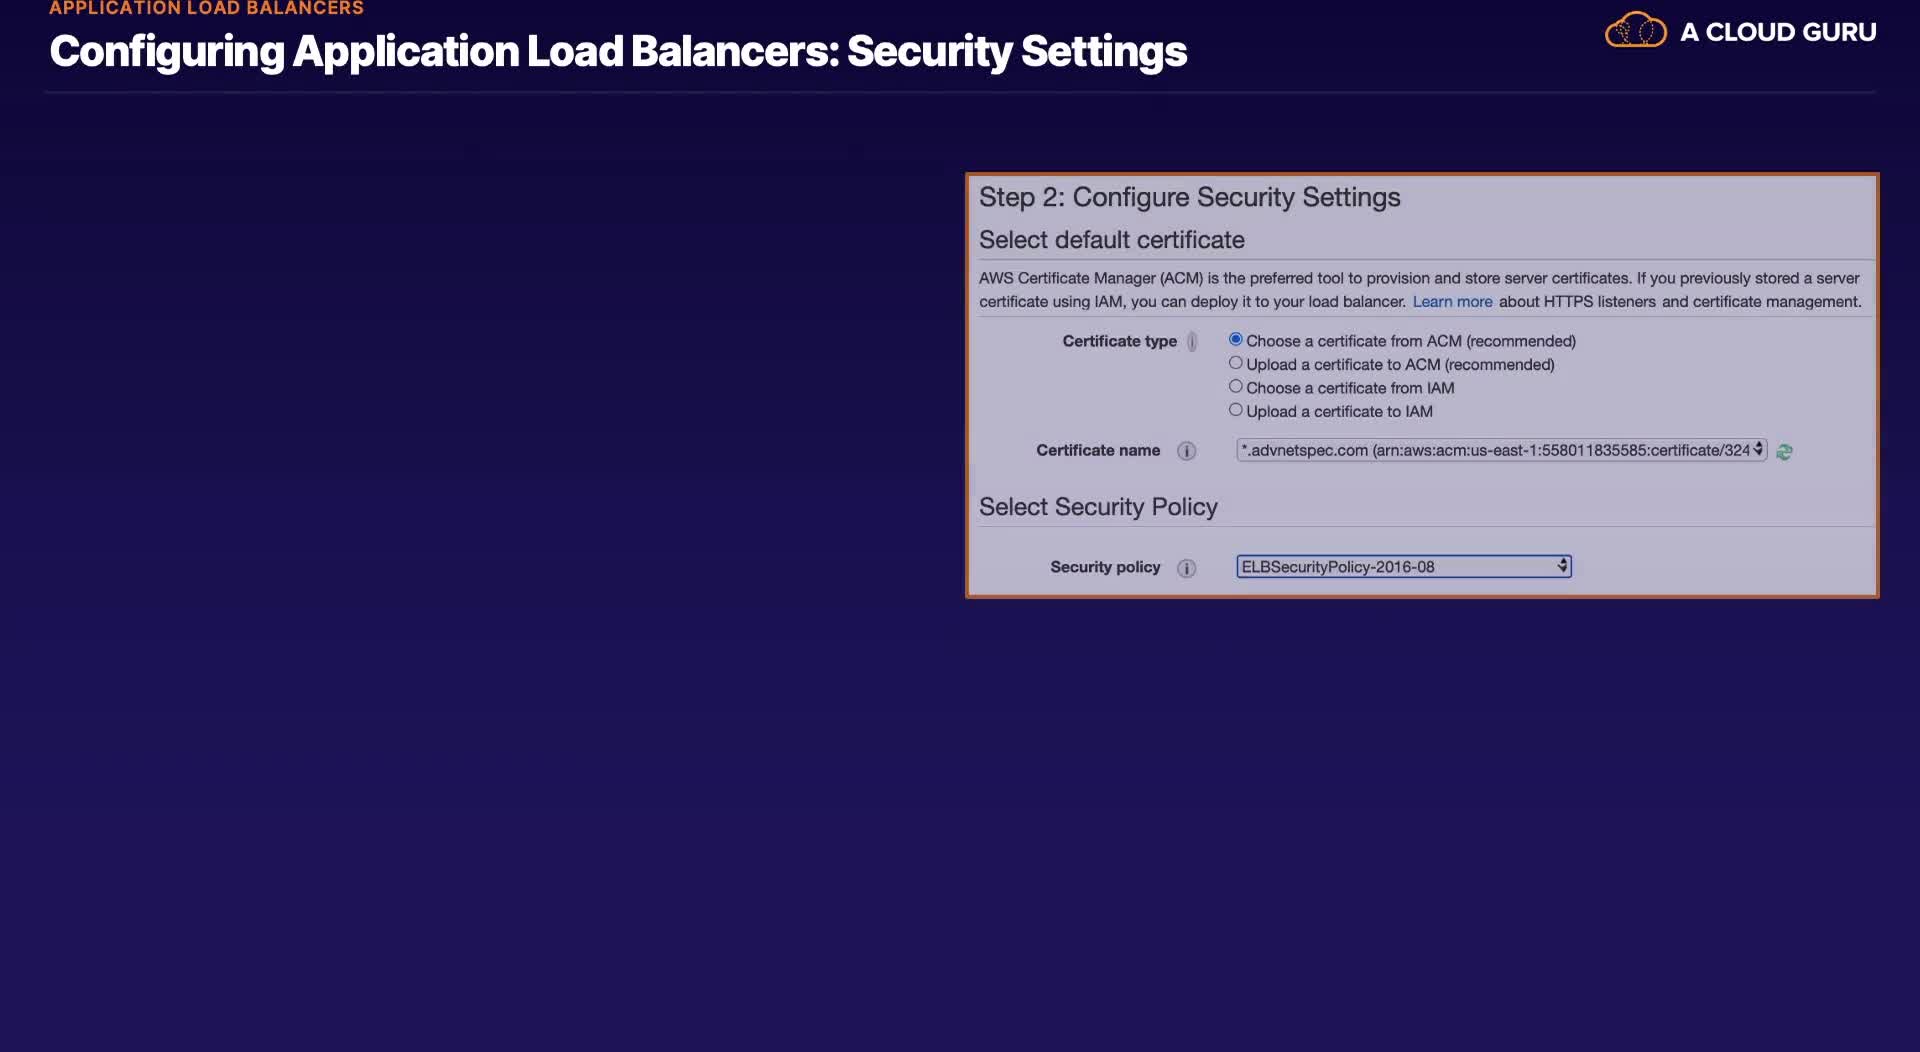 APPLICATION LOAD BALANCERS
Configuring Application Load Balancers: Security Settings
A CLOUD GURU
Step 2: Configure Security Settings
Select default certificate
AWS Certificate Manager (ACM) is the preferred tool to provision and store server certificates. If you previously stored a server
certificate using IAM, you can deploy it to your load balancer. Learn more about HTTPS listeners and certificate management.
Certificate type
Choose a certificate from ACM (recommended)
Upload a certificate to ACM (recommended)
Choose a certificate from IAM
Upload a certificate to IAM
Certificate name *.advnetspec.com (arn:aws:acm:us-east-1:558011835585:certificate/324
Select Security Policy
Security policy ELBSecurityPolicy-2016-08